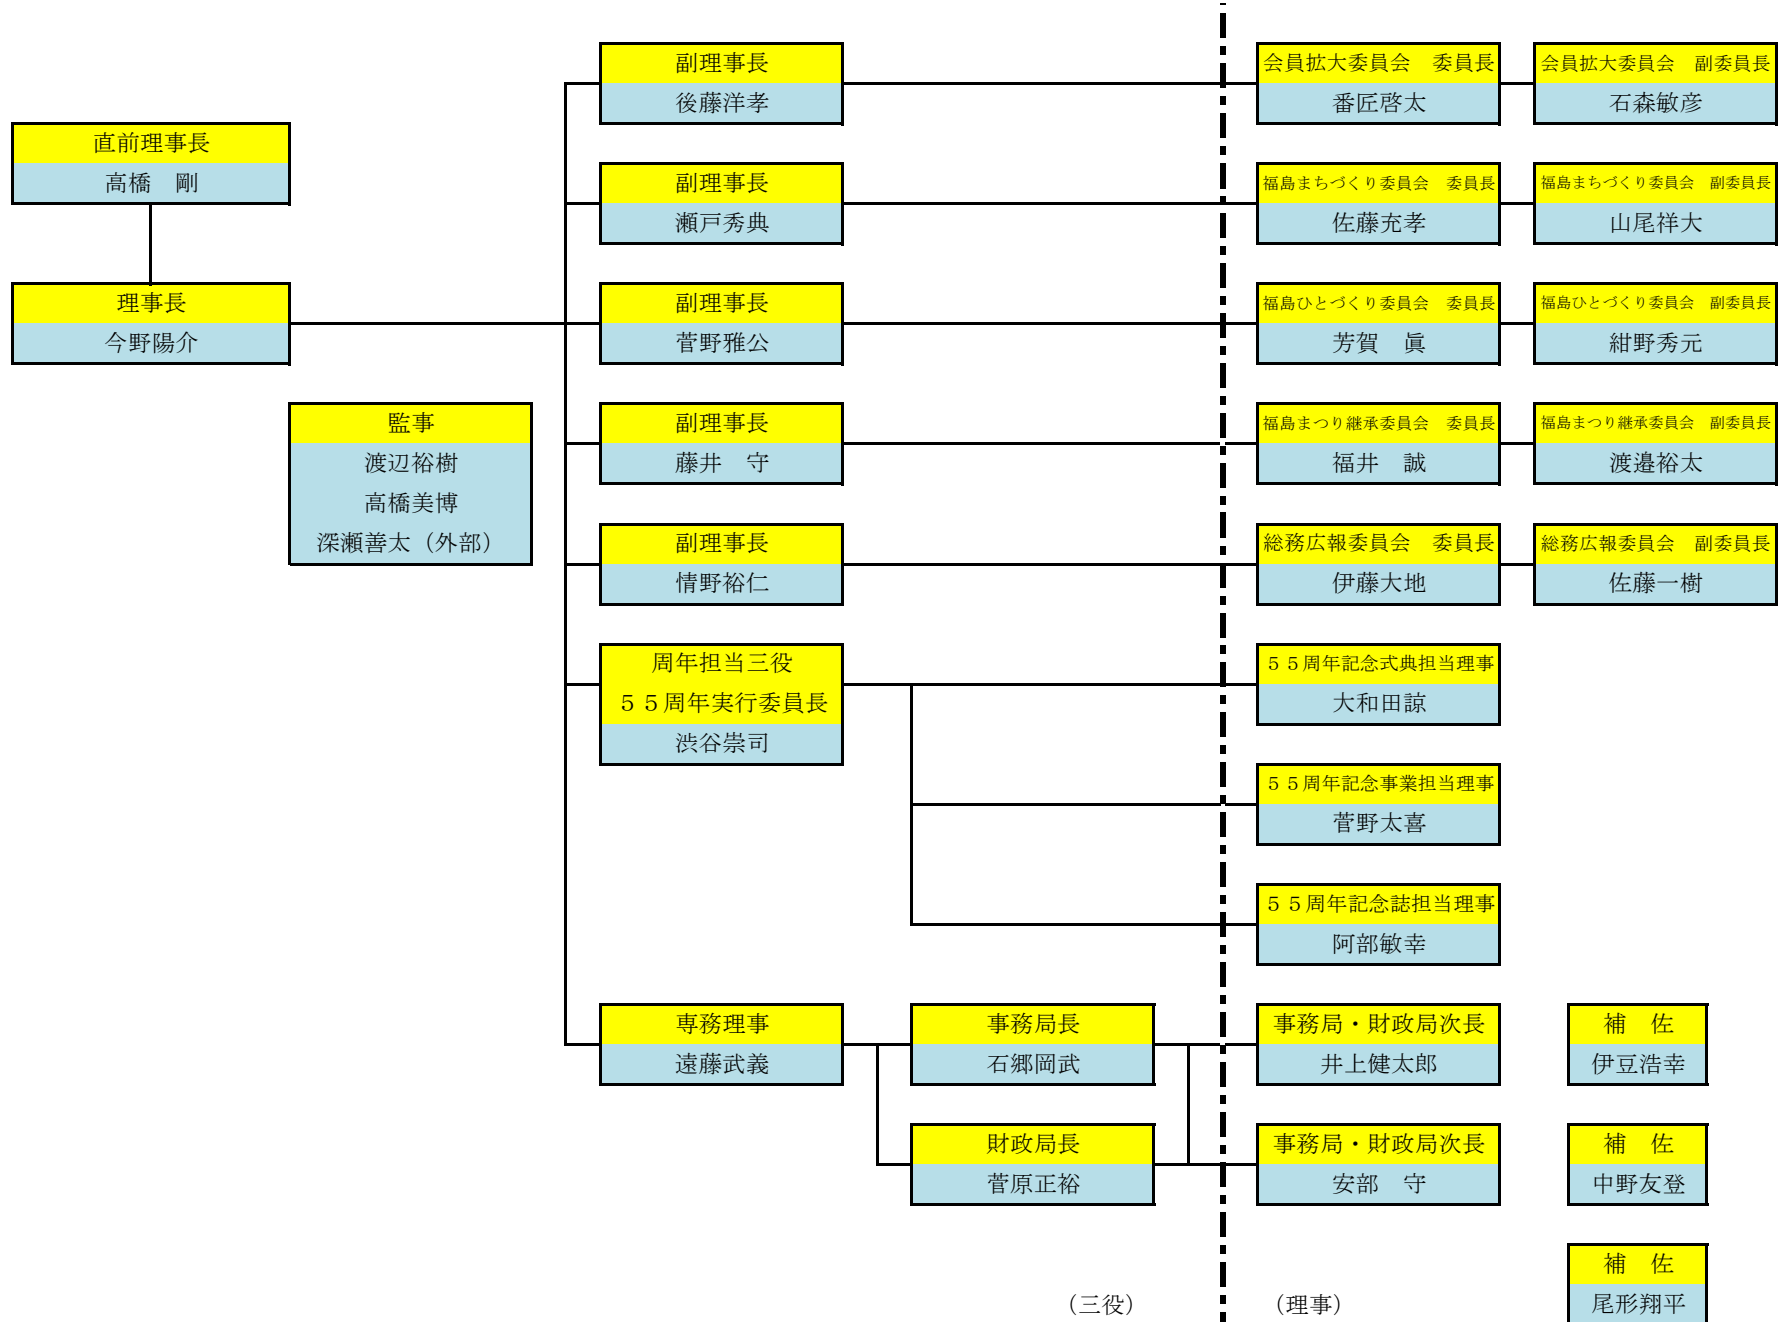 直前理事長
高橋　剛
理事長
今野陽介
監事
渡辺裕樹
高橋美博
深瀬善太（外部）
副理事長
後藤洋孝
会員拡大委員会　委員長
番匠啓太
会員拡大委員会　副委員長
石森敏彦
副理事長
瀬戸秀典
福島まちづくり委員会　委員長
佐藤充孝
福島まちづくり委員会　副委員長
山尾祥大
副理事長
菅野雅公
福島ひとづくり委員会　委員長
芳賀　眞
福島ひとづくり委員会　副委員長
紺野秀元
副理事長
藤井　守
福島まつり継承委員会　委員長
福井　誠
福島まつり継承委員会　副委員長
渡邉裕太
副理事長
情野裕仁
総務広報委員会　委員長
伊藤大地
総務広報委員会　副委員長
佐藤一樹
周年担当三役
５５周年実行委員長
渋谷崇司
５５周年記念式典担当理事
大和田諒
５５周年記念事業担当理事
菅野太喜
５５周年記念誌担当理事
阿部敏幸
専務理事
遠藤武義
事務局長
石郷岡武
事務局・財政局次長
井上健太郎
補　佐
伊豆浩幸
財政局長
菅原正裕
事務局・財政局次長
安部　守
補　佐
中野友登
補　佐
尾形翔平
（三役）
（理事）